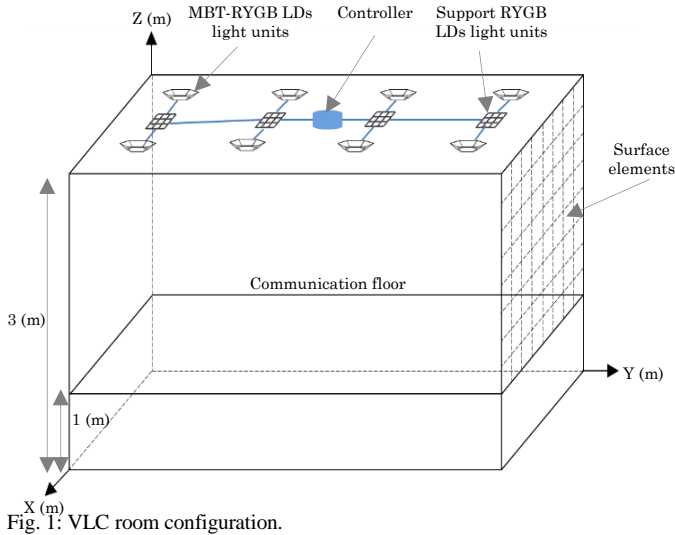 Z (m)
MBT-RYGB LDs
light units
Controller
Support RYGB
LDs light units
Surface
elements
Communication floor
3 (m)
1 (m)
Y (m)
X (m)
Fig. 1: VLC room configuration.